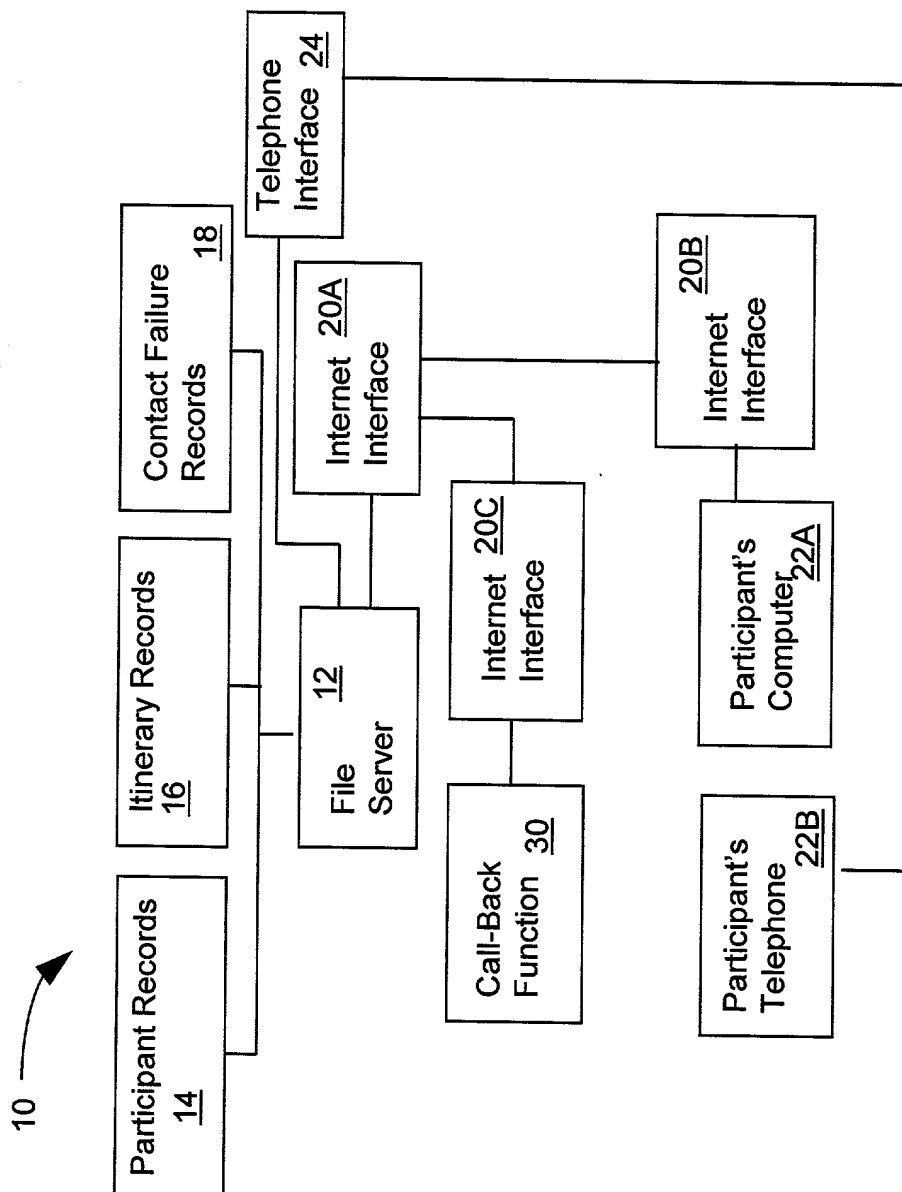 10
Participant Records
14
Itinerary Records
16
Contact Failure
Records
18
Telephone
Interface 24
File
Server
12
Internet
Interface
20A
Call-Back
Function
30
Internet
Interface
20C
Participant's
Telephone
22B
Participant's
Computer
22A
Internet
Interface
20B